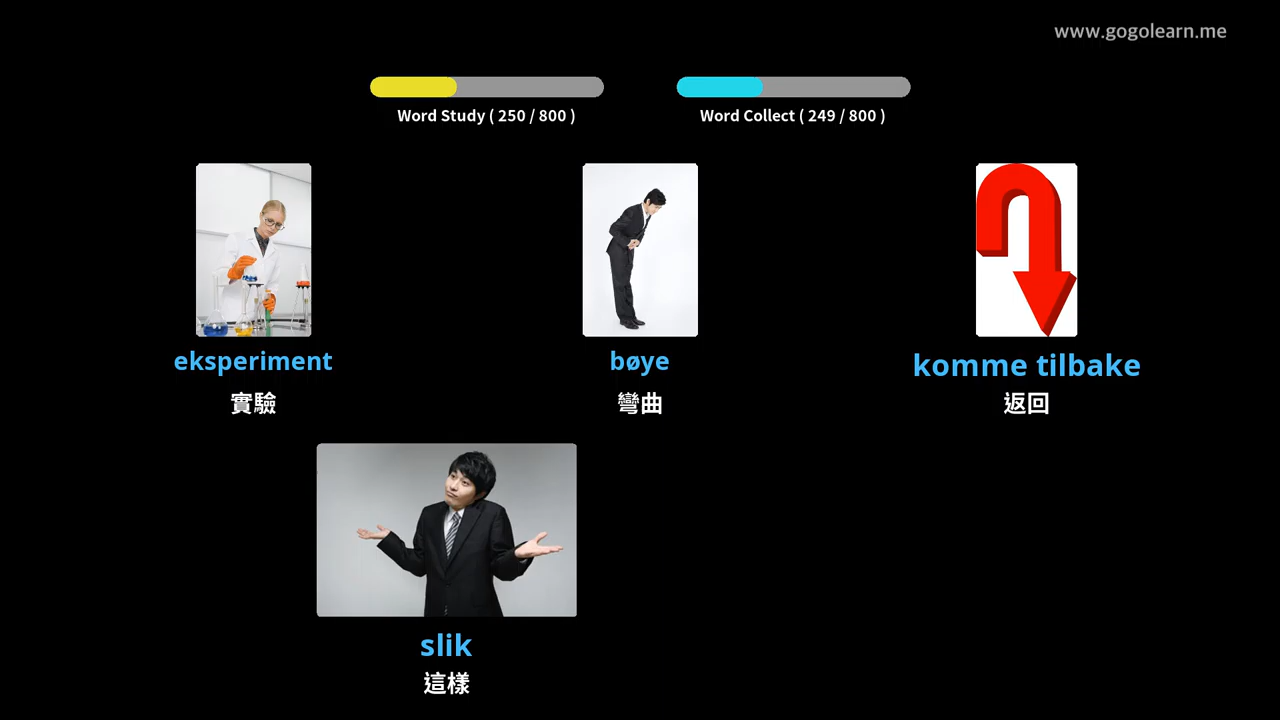 www.gogolearn.me
Word Study ( 250 / 800 )
Word Collect ( 249 / 800 )
eksperiment
實驗
bøye
彎曲
komme tilbake
返回
slik
這樣